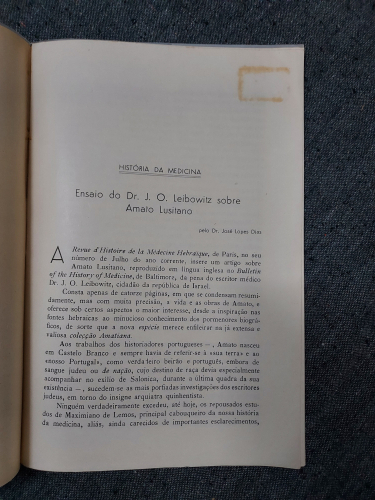 HISTÓRIA DA MEDICINA
Ensaio do Dr. J. O. Leibowitz sobre
Amato Lusitano
pelo Dr. José Lopes Dias
A Revue d'Histoire de la Médecine Hebraïque, de Paris, no seu
número de Julho do ano corrente, insere um artigo sobre
Amato Lusitano, reproduzido em língua inglesa no Bulletin
of the History of Medicine, de Baltimore, da pena do escritor médico
Dr. J. O. Leibowitz, cidadão da república de Israel.
Consta apenas de catorze páginas, em que se condensam resumi-
damente, mas com muita precisão, a vida e as obras de Amato, e
oferece sob certos aspectos o maior interesse, desde a inspiração nas
fontes hebraicas ao minucioso conhecimento dos pormenores biográ-
ficos, de sorte que a nova espécie merece enfileirar na já extensa e
valiosa colecção Amatiana.
Aos trabalhos dos historiadores portugueses —, Amato nasceu
em Castelo Branco e sempre havia de referir-se à «sua terra» e ao
«nosso Portugal», como verdadeiro beirão e português, embora de
sangue judeu ou de nação, cujo destino de raça devia especialmente
acompanhar no exílio de Salonica, durante a última quadra da sua
existência —, sucedem-se as mais porfiadas investigações dos escritores
judeus, em torno do insigne arquiatra quinhentista.
Ninguém verdadeiramente excedeu, até hoje, os repousados estu-
dos de Maximiano de Lemos, principal cabouqueiro da nossa história
da medicina, aliás, ainda carecidos de importantes esclarecimentos,